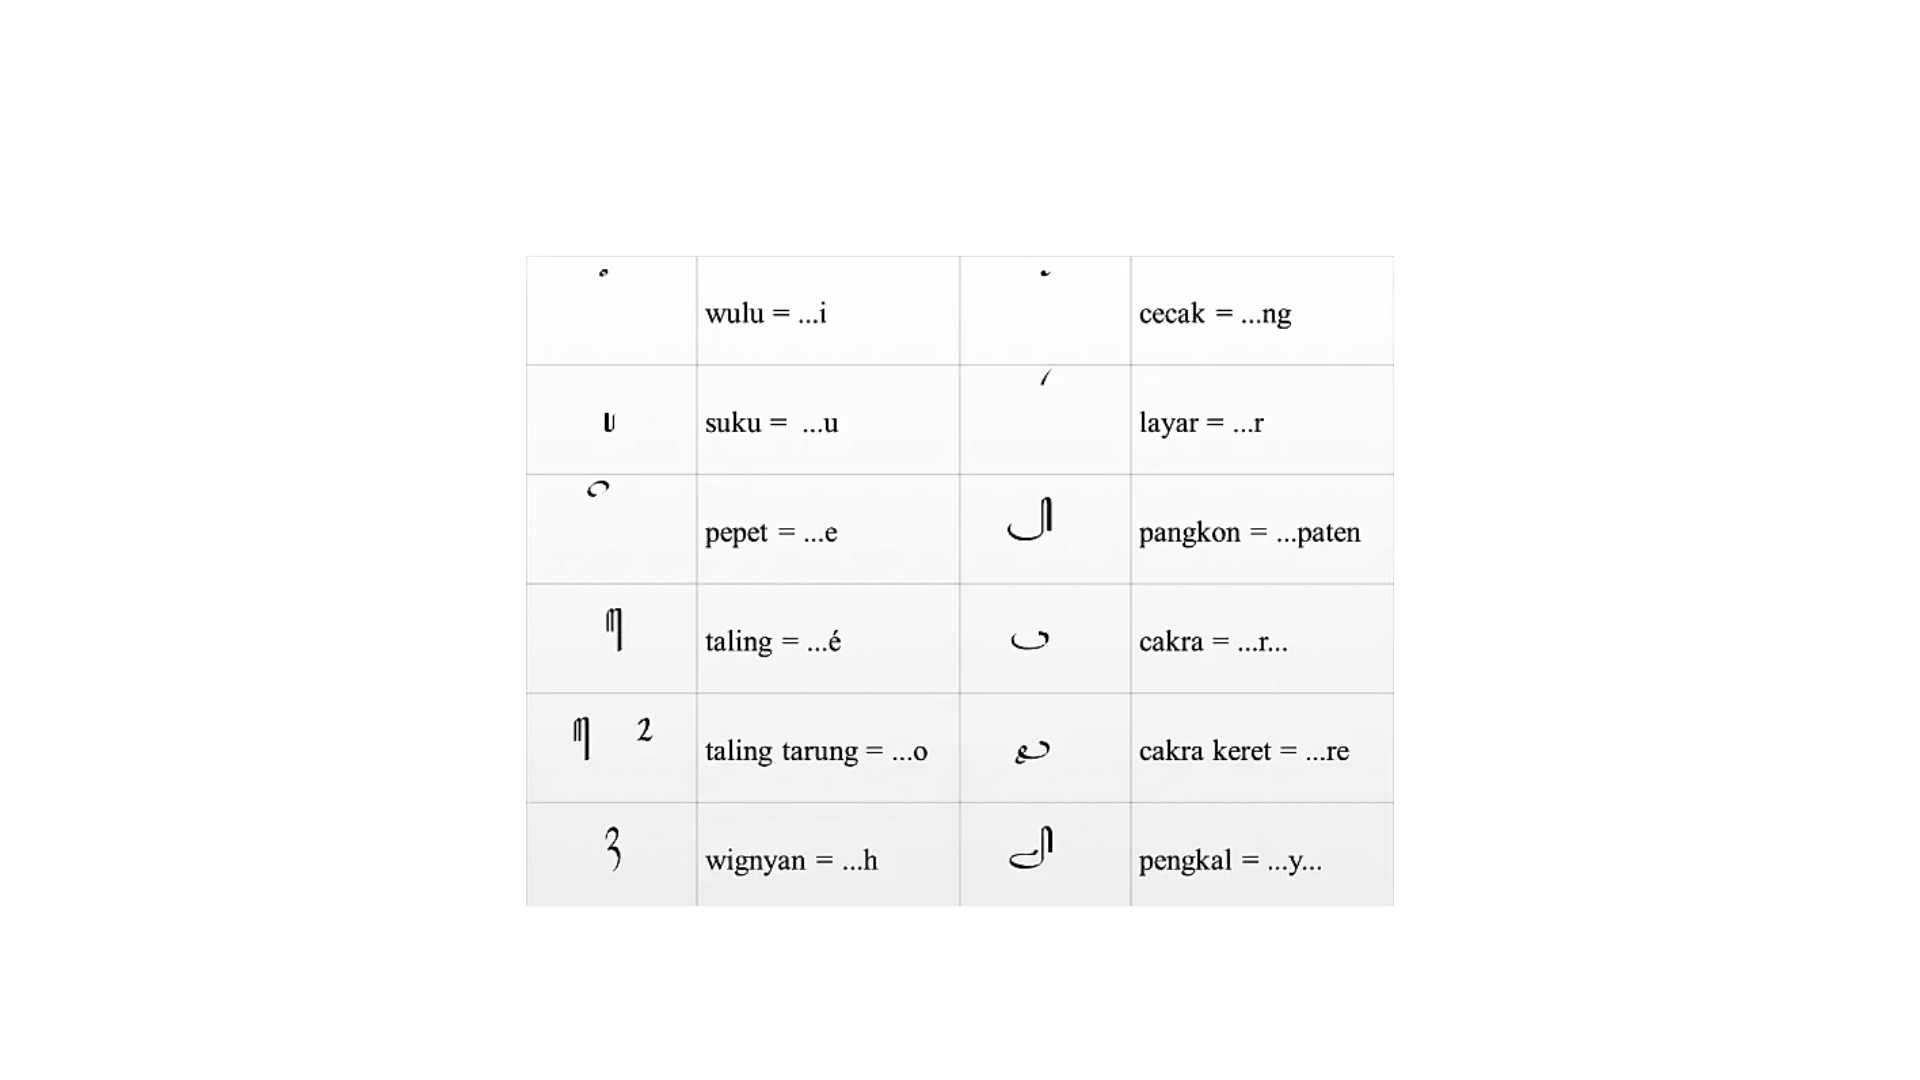 ꦶ wulu = ...i ꦁ cecak = ...ng
ꦸ suku = ...u ꦂ layar = ...r
ꦼ pepet = ...e ꧀ pangkon = ...paten
ꦺ taling = ...é ꦿ cakra = ...r...
ꦺ ꦴ taling tarung = ...o ꦽ cakra keret = ...re
ꦃ wignyan = ...h ꦾ pengkal = ...y...